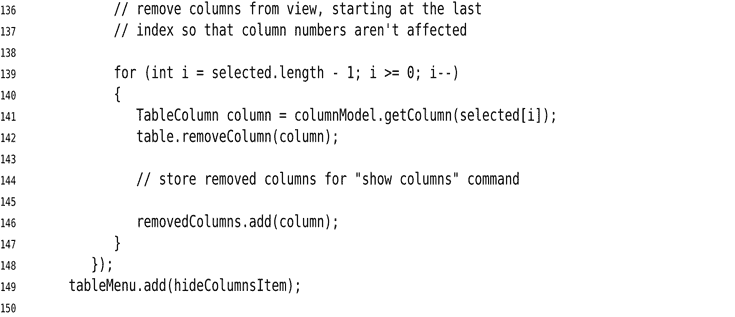 136 // remove columns from view, starting at the last
137 // index so that column numbers aren't affected
138
139 for (int i = selected.length - 1; i >= 0; i--)
140 {
141 TableColumn column = columnModel.getColumn(selected[i]);
142 table.removeColumn(column);
143
144 // store removed columns for "show columns" command
145
146 removedColumns.add(column);
147 }
148 });
149 tableMenu.add(hideColumnsItem);
150